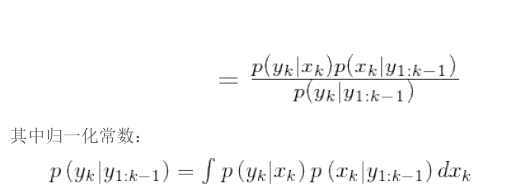 = \frac{p(y_k|x_k)p(x_k|y_{1:k-1})}{p(y_k|y_{1:k-1})}
其中归一化常数：
p(y_k|y_{1:k-1}) = ∫ p(y_k|x_k) p(x_k|y_{1:k-1}) dx_k